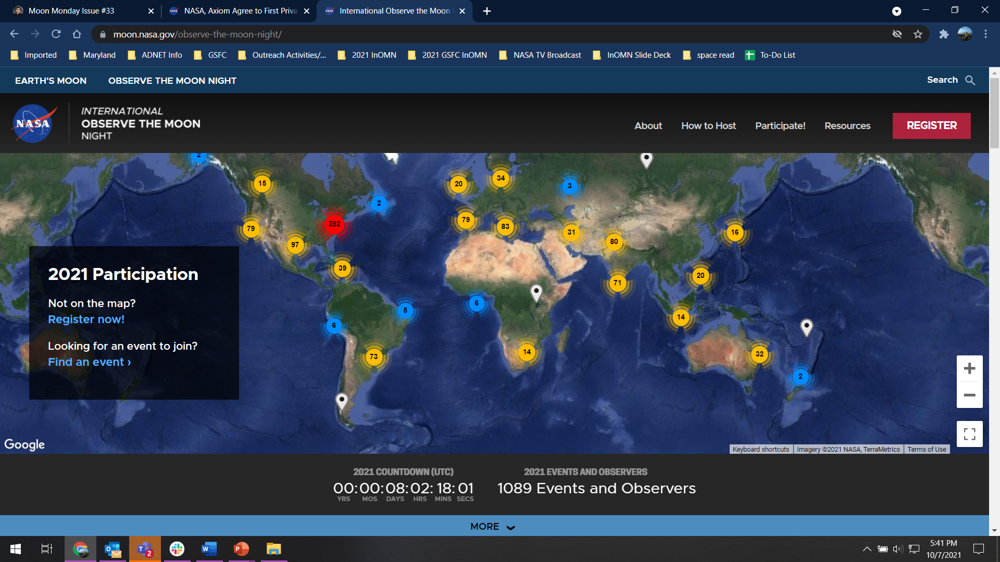 Moon Monday Issue #33
NASA, Axiom Agree to First Priva
International Observe the Moon
moon.nasa.gov/observe-the-moon-night/
Imported
Maryland
ADNET Info
GSFC
Outreach Activities/...
2021 InOMN
2021 GSFC InOMN
NASA TV Broadcast
InOMN Slide Deck
space read
To-Do List
EARTH'S MOON
OBSERVE THE MOON NIGHT
Search
NASA
INTERNATIONAL
OBSERVE THE MOON
NIGHT
About
How to Host
Participate!
Resources
REGISTER
2
15
20
34
3
2
262
79
97
79
83
31
80
16
39
20
71
5
6
6
14
73
14
32
2
2021 Participation
Not on the map?
Register now!
Looking for an event to join?
Find an event ›
Google
Keyboard shortcuts
Imagery ©2021 NASA, TerraMetrics
Terms of Use
2021 COUNTDOWN (UTC)
00:00:08:02:18:01
YRS MOS DAYS HRS MINS SECS
2021 EVENTS AND OBSERVERS
1089 Events and Observers
MORE
5:41 PM
10/7/2021